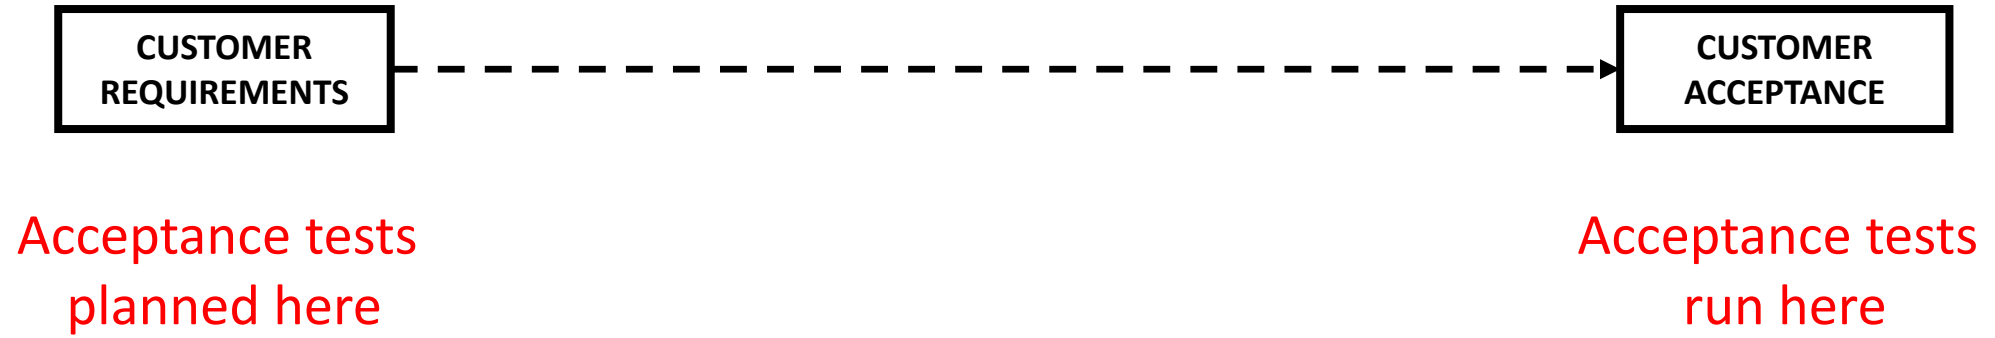 CUSTOMER
REQUIREMENTS
CUSTOMER
ACCEPTANCE
Acceptance tests
planned here
Acceptance tests
run here